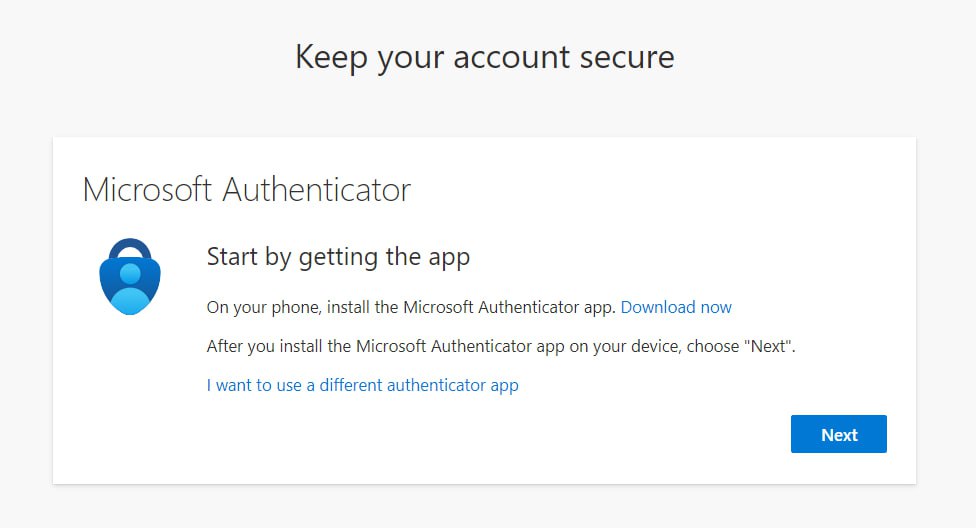 Keep your account secure
Microsoft Authenticator
Start by getting the app
On your phone, install the Microsoft Authenticator app. Download now
After you install the Microsoft Authenticator app on your device, choose "Next".
I want to use a different authenticator app
Next